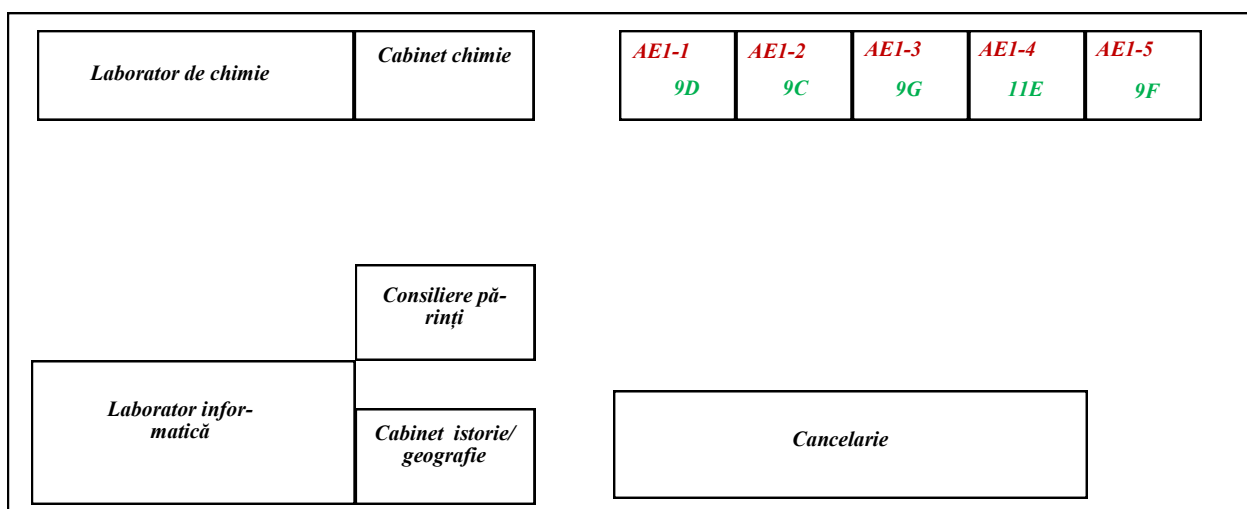 Laborator de chimie
Cabinet chimie
AE1-1
9D
AE1-2
9C
AE1-3
9G
AE1-4
11E
AE1-5
9F
Consiliere pă-
rinți
Laborator infor-
matică
Cabinet istorie/
geografie
Cancelarie